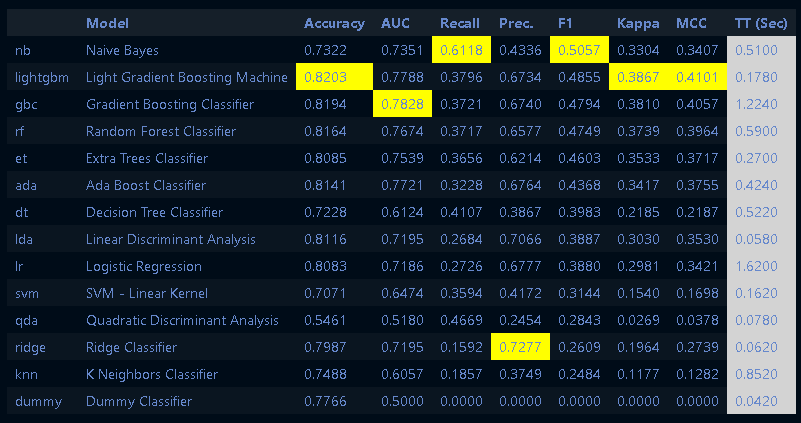 Model Accuracy AUC Recall Prec. F1 Kappa MCC TT (Sec)
nb Naive Bayes 0.7322 0.7351 0.6118 0.4336 0.5057 0.3304 0.3407 0.5100
lightgbm Light Gradient Boosting Machine 0.8203 0.7788 0.3796 0.6734 0.4855 0.3867 0.4101 0.1780
gbc Gradient Boosting Classifier 0.8194 0.7828 0.3721 0.6740 0.4794 0.3810 0.4057 1.2240
rf Random Forest Classifier 0.8164 0.7674 0.3717 0.6577 0.4749 0.3739 0.3964 0.5900
et Extra Trees Classifier 0.8085 0.7539 0.3656 0.6214 0.4603 0.3533 0.3717 0.2700
ada Ada Boost Classifier 0.8141 0.7721 0.3228 0.6764 0.4368 0.3417 0.3755 0.4240
dt Decision Tree Classifier 0.7228 0.6124 0.4107 0.3867 0.3983 0.2185 0.2187 0.5220
lda Linear Discriminant Analysis 0.8116 0.7195 0.2684 0.7066 0.3887 0.3030 0.3530 0.0580
lr Logistic Regression 0.8083 0.7186 0.2726 0.6777 0.3880 0.2981 0.3421 1.6200
svm SVM - Linear Kernel 0.7071 0.6474 0.3594 0.4172 0.3144 0.1540 0.1698 0.1620
qda Quadratic Discriminant Analysis 0.5461 0.5180 0.4669 0.2454 0.2843 0.0269 0.0378 0.0780
ridge Ridge Classifier 0.7987 0.7195 0.1592 0.7277 0.2609 0.1964 0.2739 0.0620
knn K Neighbors Classifier 0.7488 0.6057 0.1857 0.3749 0.2484 0.1177 0.1282 0.8520
dummy Dummy Classifier 0.7766 0.5000 0.0000 0.0000 0.0000 0.0000 0.0000 0.0420